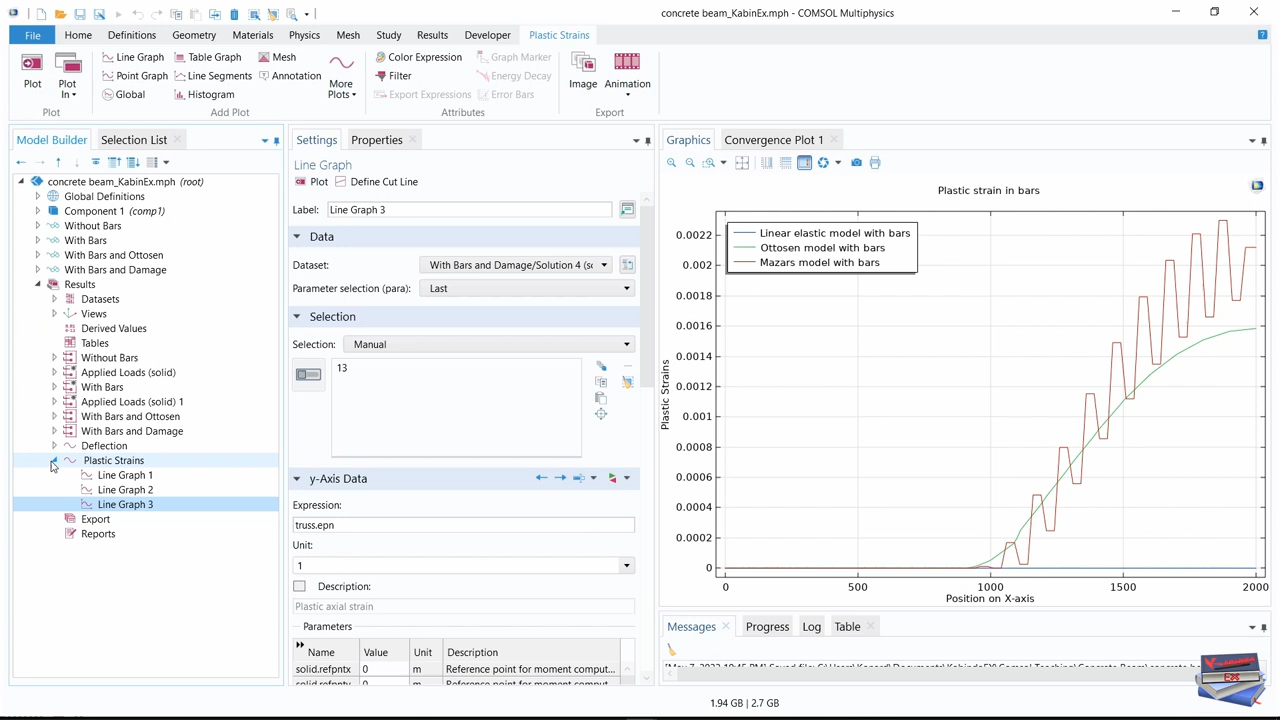 concrete beam_KabinEx.mph - COMSOL Multiphysics
File Home Definitions Geometry Materials Physics Mesh Study Results Developer Plastic Strains
Plot
Plot In
Plot
Line Graph Table Graph Mesh
Point Graph Line Segments Annotation
Global Histogram
More Plots
Add Plot
Color Expression Graph Marker
Filter Energy Decay
Export Expressions Error Bars
Attributes
Image Animation
Export
Model Builder Selection List
concrete beam_KabinEx.mph (root)
Global Definitions
Component 1 (comp1)
Without Bars
With Bars
With Bars and Ottosen
With Bars and Damage
Results
Datasets
Views
Derived Values
Tables
Without Bars
Applied Loads (solid)
With Bars
Applied Loads (solid) 1
With Bars and Ottosen
With Bars and Damage
Deflection
Plastic Strains
Line Graph 1
Line Graph 2
Line Graph 3
Export
Reports
Settings Properties
Line Graph
Plot Define Cut Line
Label: Line Graph 3
Data
Dataset: With Bars and Damage/Solution 4 (so
Parameter selection (para): Last
Selection
Selection: Manual
13
y-Axis Data
Expression:
truss.epn
Unit:
1
Description:
Plastic axial strain
Parameters
Name Value Unit Description
solid.refpntx 0 m Reference point for moment comput...
solid.refpnty 0 m Reference point for moment comput...
Graphics Convergence Plot 1
Plastic strain in bars
Linear elastic model with bars
Ottosen model with bars
Mazars model with bars
0.0022
0.002
0.0018
0.0016
0.0014
0.0012
0.001
0.0008
0.0006
0.0004
0.0002
0
Plastic Strains
0 500 1000 1500 2000
Position on X-axis
Messages Progress Log Table
1.94 GB | 2.7 GB